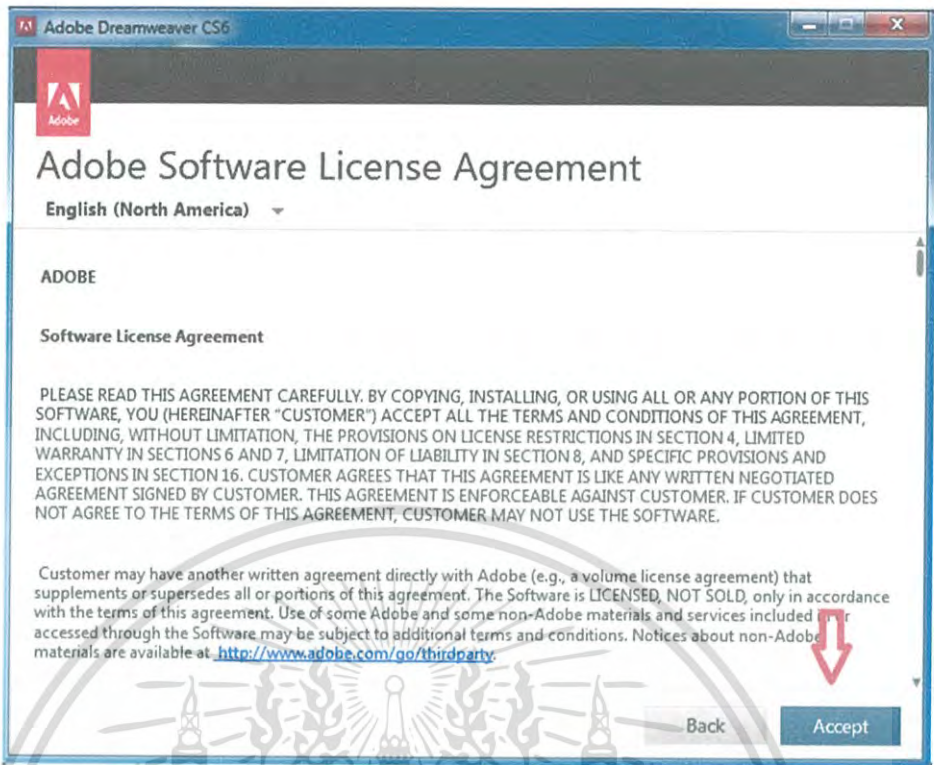 Adobe Dreamweaver CS6
Adobe
Adobe Software License Agreement
English (North America)
ADOBE
Software License Agreement
PLEASE READ THIS AGREEMENT CAREFULLY. BY COPYING, INSTALLING, OR USING ALL OR ANY PORTION OF THIS
SOFTWARE, YOU (HEREINAFTER "CUSTOMER") ACCEPT ALL THE TERMS AND CONDITIONS OF THIS AGREEMENT,
INCLUDING, WITHOUT LIMITATION, THE PROVISIONS ON LICENSE RESTRICTIONS IN SECTION 4, LIMITED
WARRANTY IN SECTIONS 6 AND 7, LIMITATION OF LIABILITY IN SECTION 8, AND SPECIFIC PROVISIONS AND
EXCEPTIONS IN SECTION 16. CUSTOMER AGREES THAT THIS AGREEMENT IS LIKE ANY WRITTEN NEGOTIATED
AGREEMENT SIGNED BY CUSTOMER. THIS AGREEMENT IS ENFORCEABLE AGAINST CUSTOMER. IF CUSTOMER DOES
NOT AGREE TO THE TERMS OF THIS AGREEMENT, CUSTOMER MAY NOT USE THE SOFTWARE.
Customer may have another written agreement directly with Adobe (e.g., a volume license agreement) that
supplements or supersedes all or portions of this agreement. The Software is LICENSED, NOT SOLD, only in accordance
with the terms of this agreement. Use of some Adobe and some non-Adobe materials and services included
accessed through the Software may be subject to additional terms and conditions. Notices about non-Adobe
materials are available at http://www.adobe.com/go/thirdparty.
Back
Accept